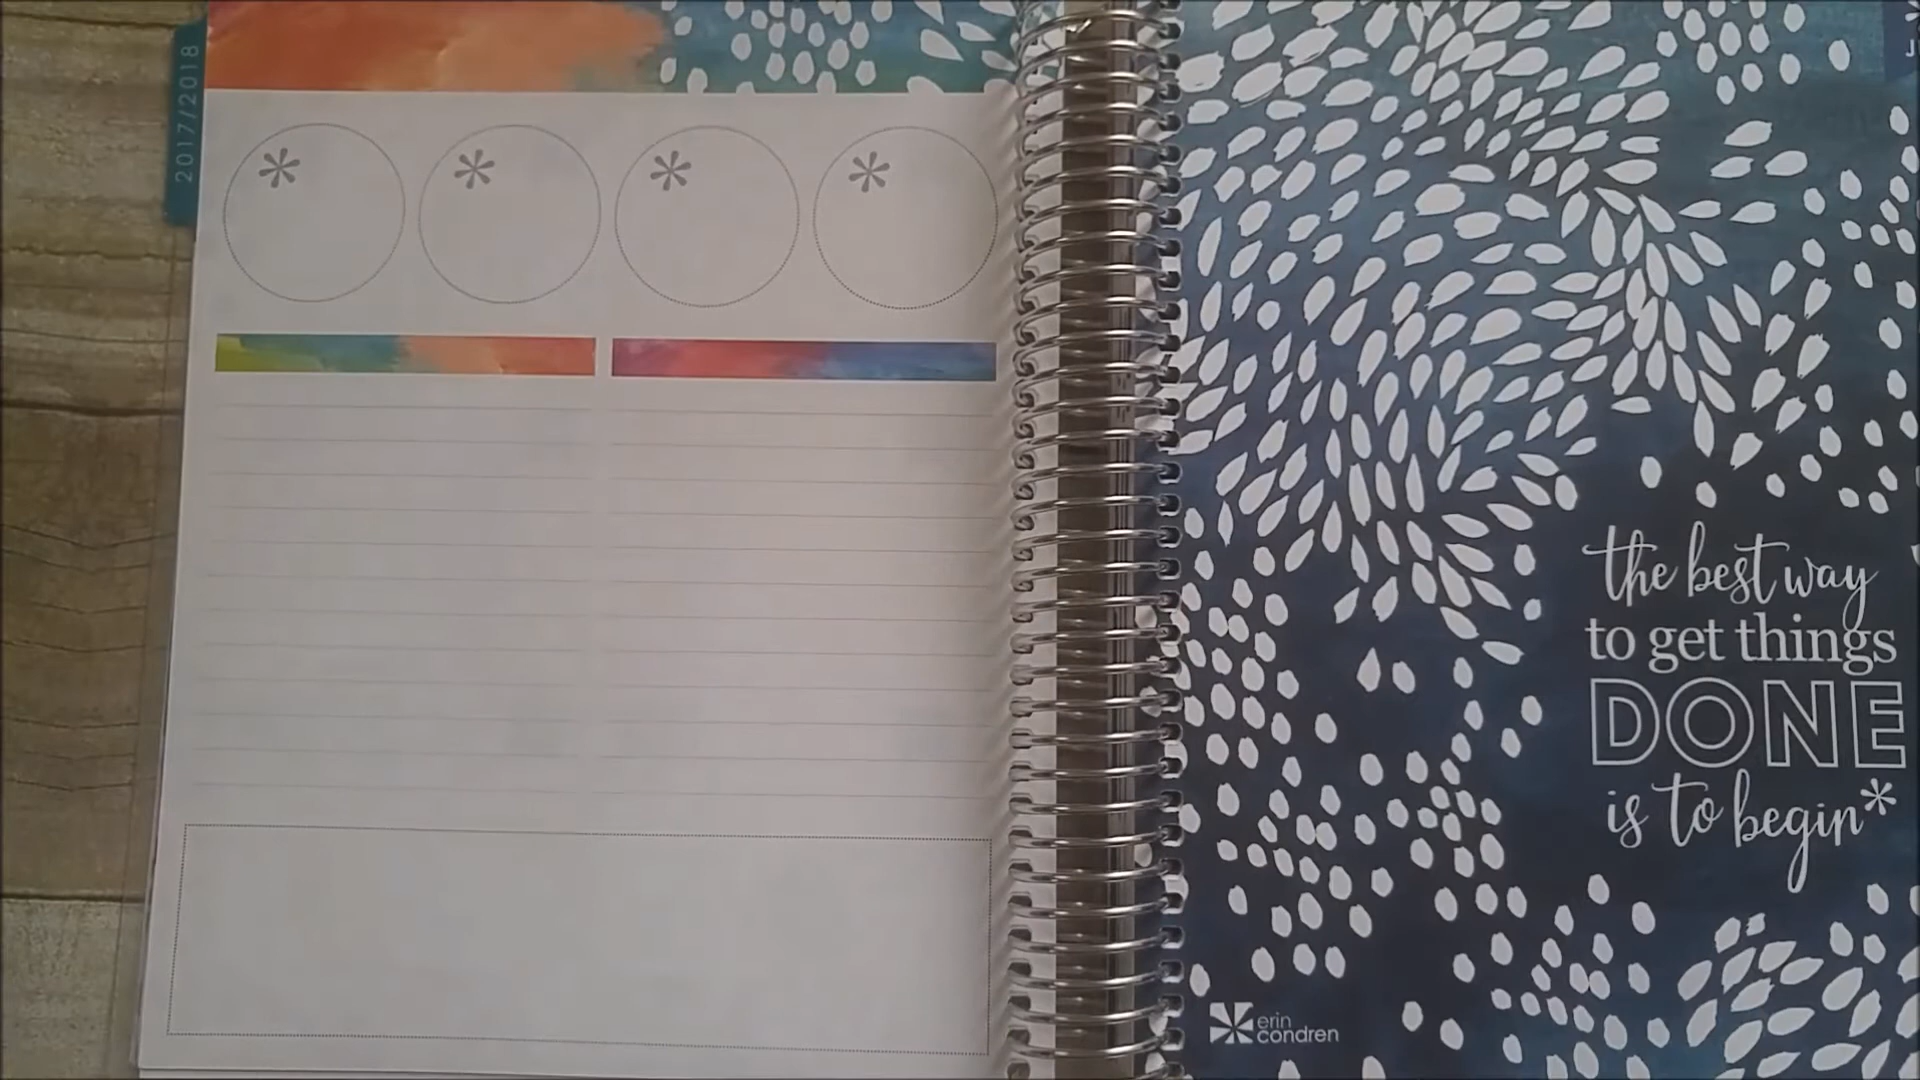 2017/2018
the best way
to get things
DONE
is to begin*
erin
condren